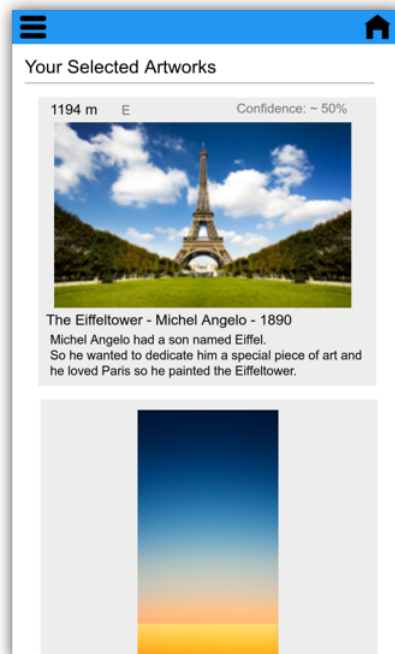 Your Selected Artworks
1194 m E Confidence: ~ 50%
The Eiffeltower - Michel Angelo - 1890
Michel Angelo had a son named Eiffel.
So he wanted to dedicate him a special piece of art and
he loved Paris so he painted the Eiffeltower.